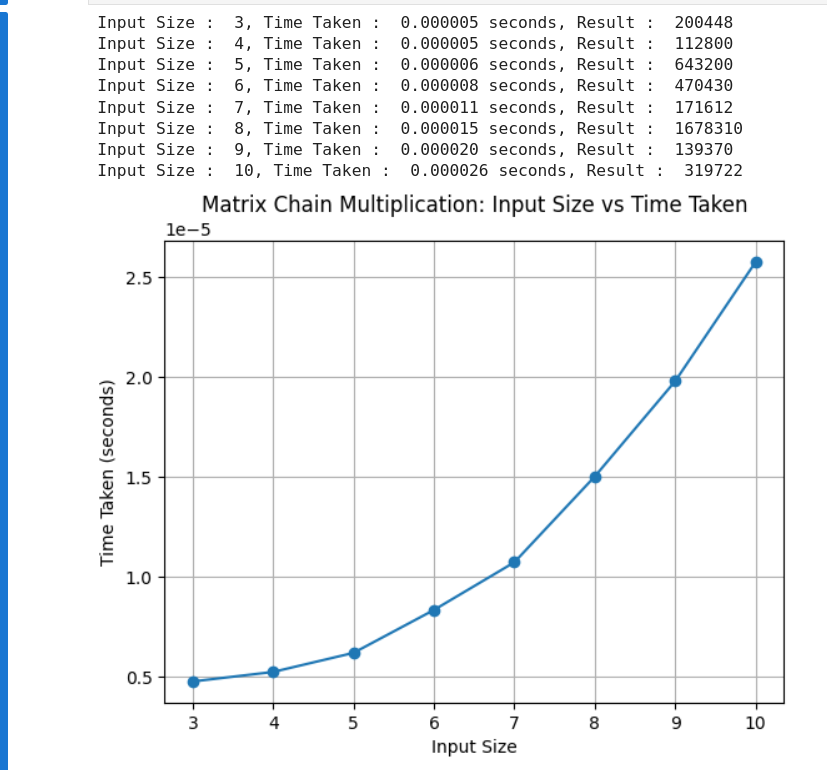 Input Size :  3, Time Taken :  0.000005 seconds, Result :  200448
Input Size :  4, Time Taken :  0.000005 seconds, Result :  112800
Input Size :  5, Time Taken :  0.000006 seconds, Result :  643200
Input Size :  6, Time Taken :  0.000008 seconds, Result :  470430
Input Size :  7, Time Taken :  0.000011 seconds, Result :  171612
Input Size :  8, Time Taken :  0.000015 seconds, Result :  1678310
Input Size :  9, Time Taken :  0.000020 seconds, Result :  139370
Input Size :  10, Time Taken :  0.000026 seconds, Result :  319722
Matrix Chain Multiplication: Input Size vs Time Taken
1e−5
2.5
2.0
1.5
1.0
0.5
Time Taken (seconds)
3 4 5 6 7 8 9 10
Input Size